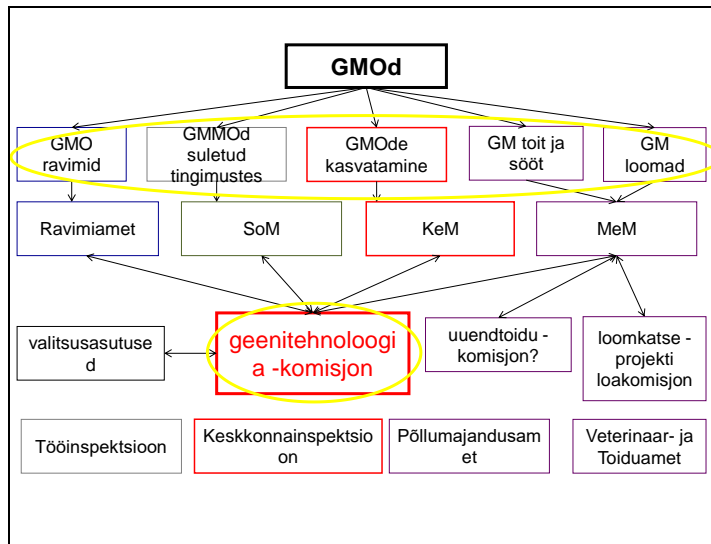 GMOd
GMO
ravimid
GMMOd
suletud
tingimustes
GMOde
kasvatamine
GM toit ja
sööt
GM
loomad
Ravimiamet
SoM
KeM
MeM
valitsusasutuse
d
geenitehnoloogi
a -komisjon
uuendtoidu -
komisjon?
loomkatse -
projekti
loakomisjon
Tööinspektsioon
Keskkonnainspektsio
on
Põllumajandusam
et
Veterinaar- ja
Toiduamet